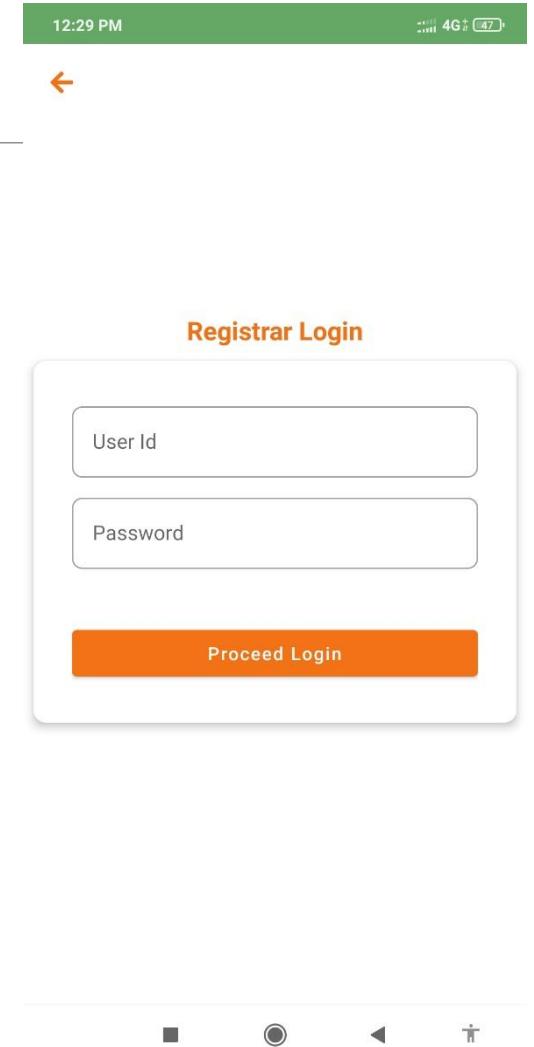 12:29 PM 4G 47
Registrar Login
User Id
Password
Proceed Login